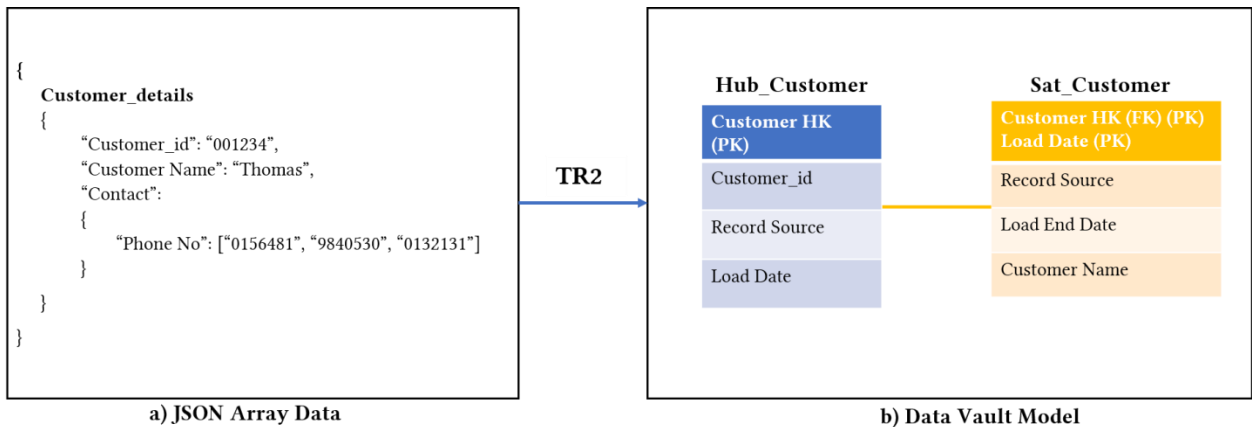 {
Customer_details
{
“Customer_id”: “001234”,
“Customer Name”: “Thomas”,
“Contact”:
{
“Phone No”: [“0156481”, “9840530”, “0132131”]
}
}
}
a) JSON Array Data
TR2
Hub_Customer
Customer HK
(PK)
Customer_id
Record Source
Load Date
Sat_Customer
Customer HK (FK) (PK)
Load Date (PK)
Record Source
Load End Date
Customer Name
b) Data Vault Model